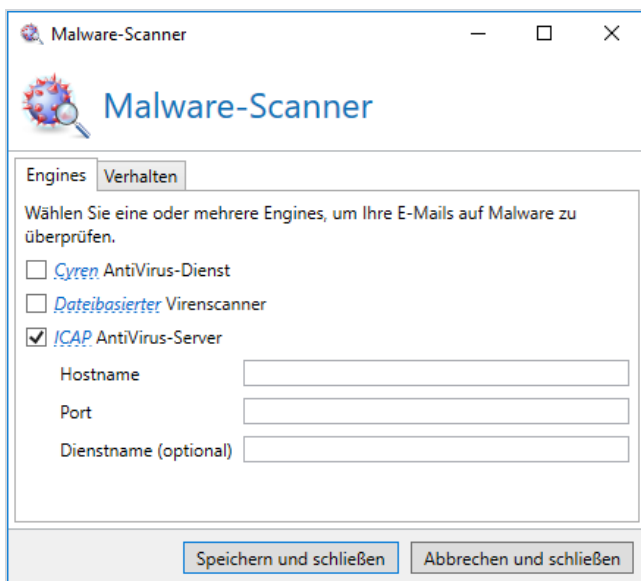 Malware-Scanner
Malware-Scanner
Engines Verhalten
Wählen Sie eine oder mehrere Engines, um Ihre E-Mails auf Malware zu
überprüfen.
Cyren AntiVirus-Dienst
Dateibasierter Virenscanner
ICAP AntiVirus-Server
Hostname
Port
Dienstname (optional)
Speichern und schließen Abbrechen und schließen